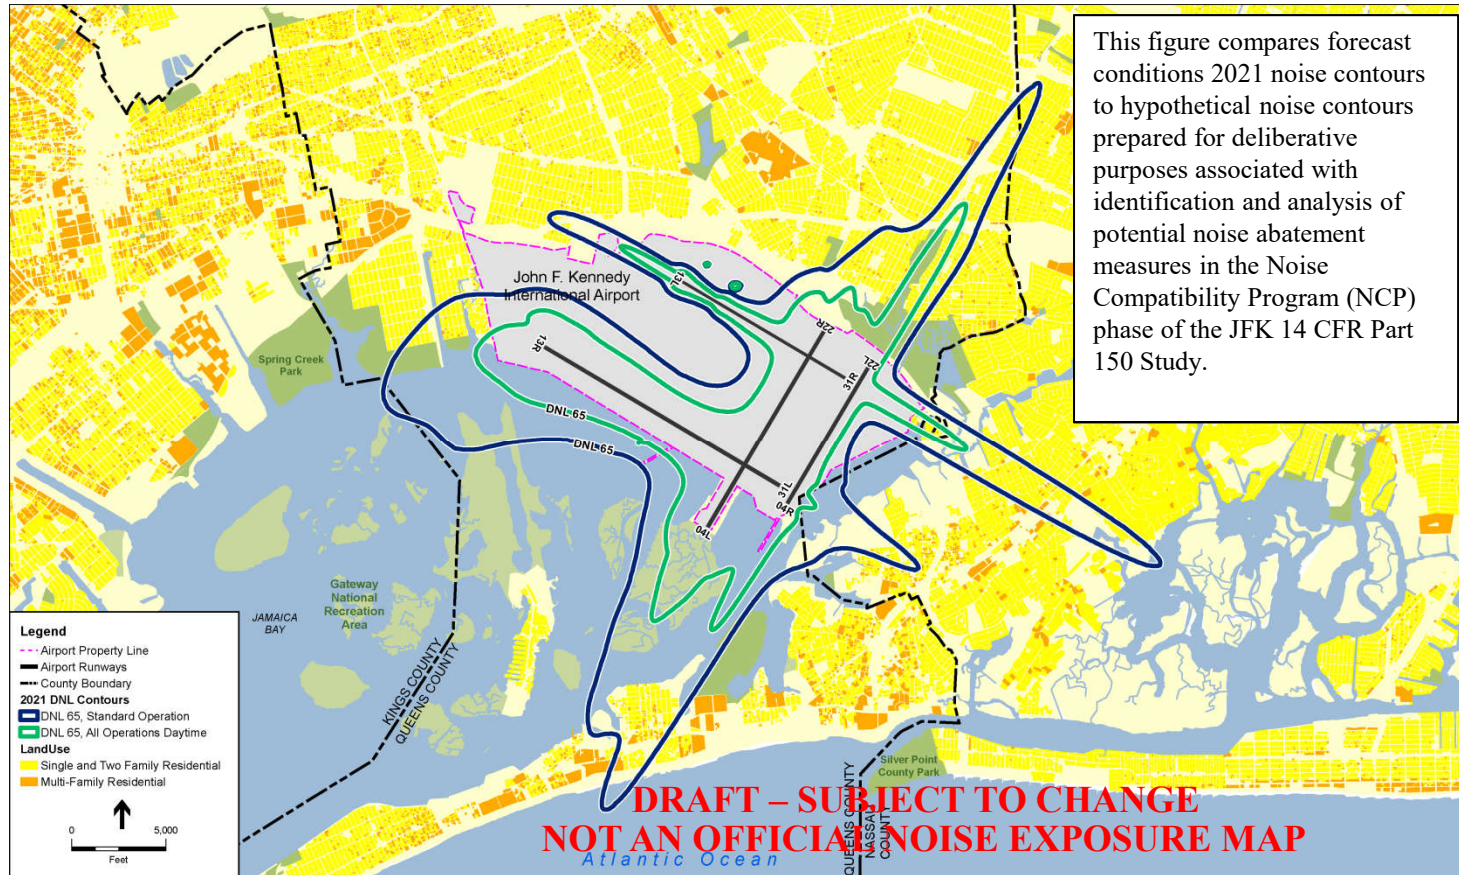 This figure compares forecast
conditions 2021 noise contours
to hypothetical noise contours
prepared for deliberative
purposes associated with
identification and analysis of
potential noise abatement
measures in the Noise
Compatibility Program (NCP)
phase of the JFK 14 CFR Part
150 Study.
John F. Kennedy
International Airport
13L
22R
22L
31R
13R
31L
04R
04L
DNL 65
DNL 65
Spring Creek
Park
Gateway
National
Recreation
Area
JAMAICA
BAY
KINGS COUNTY
QUEENS COUNTY
Silver Point
County Park
QUEENS COUNTY
NASSAU
COUNTY
Atlantic Ocean
DRAFT – SUBJECT TO CHANGE
NOT AN OFFICIAL NOISE EXPOSURE MAP
Legend
Airport Property Line
Airport Runways
County Boundary
2021 DNL Contours
DNL 65, Standard Operation
DNL 65, All Operations Daytime
LandUse
Single and Two Family Residential
Multi-Family Residential
0 5,000
Feet